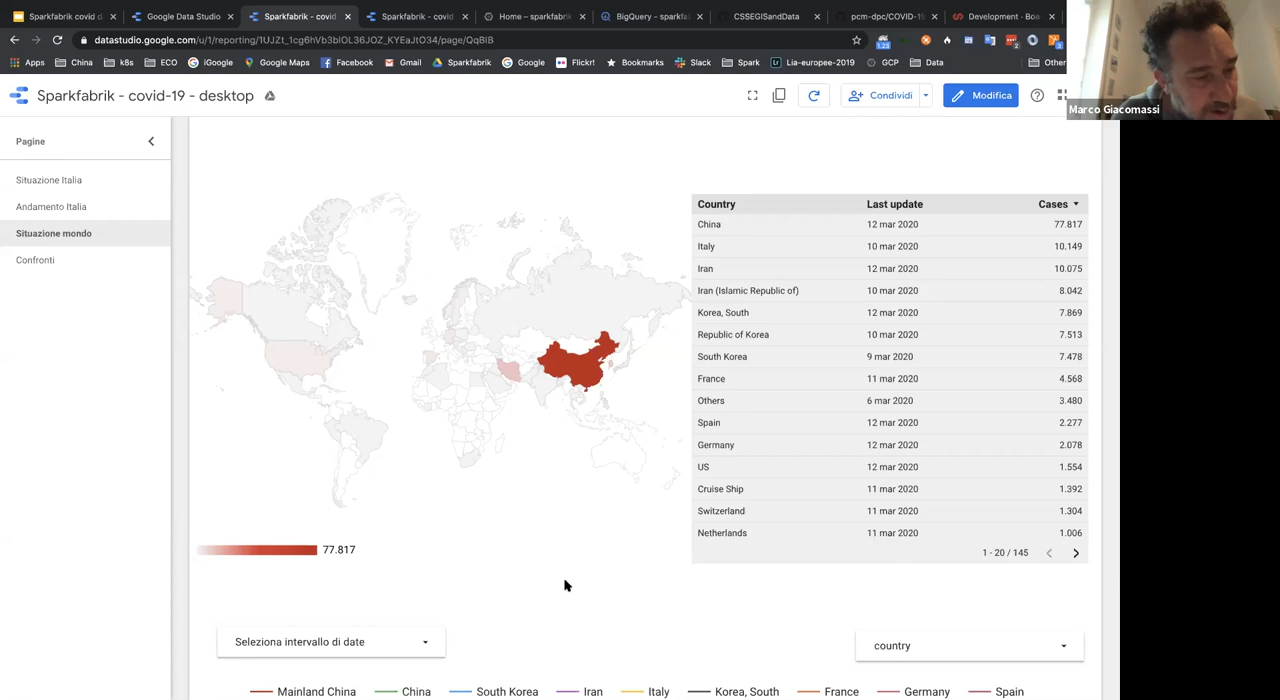 Sparkfabrik covid d
Google Data Studio
Sparkfabrik - covid
Sparkfabrik - covid
Home – sparkfabrik
BigQuery - sparkfa
CSSEGISandData
pcm-dpc/COVID-19
Development - Boa
datastudio.google.com/u/1/reporting/1UJZt_1cg6hVb3blOL36JOZ_KYEaJtO34/page/QqBIB
Apps China k8s ECO iGoogle Google Maps Facebook Gmail Sparkfabrik Google Flickr! Bookmarks Slack Spark Lia-europee-2019 GCP Data Other
Sparkfabrik - covid-19 - desktop
Condividi
Modifica
Marco Giacomassi
Pagine
Situazione Italia
Andamento Italia
Situazione mondo
Confronti
Country Last update Cases
China 12 mar 2020 77.817
Italy 10 mar 2020 10.149
Iran 12 mar 2020 10.075
Iran (Islamic Republic of) 10 mar 2020 8.042
Korea, South 12 mar 2020 7.869
Republic of Korea 10 mar 2020 7.513
South Korea 9 mar 2020 7.478
France 11 mar 2020 4.568
Others 6 mar 2020 3.480
Spain 12 mar 2020 2.277
Germany 12 mar 2020 2.078
US 12 mar 2020 1.554
Cruise Ship 11 mar 2020 1.392
Switzerland 11 mar 2020 1.304
Netherlands 11 mar 2020 1.006
1 - 20 / 145
77.817
Seleziona intervallo di date
country
Mainland China China South Korea Iran Italy Korea, South France Germany Spain